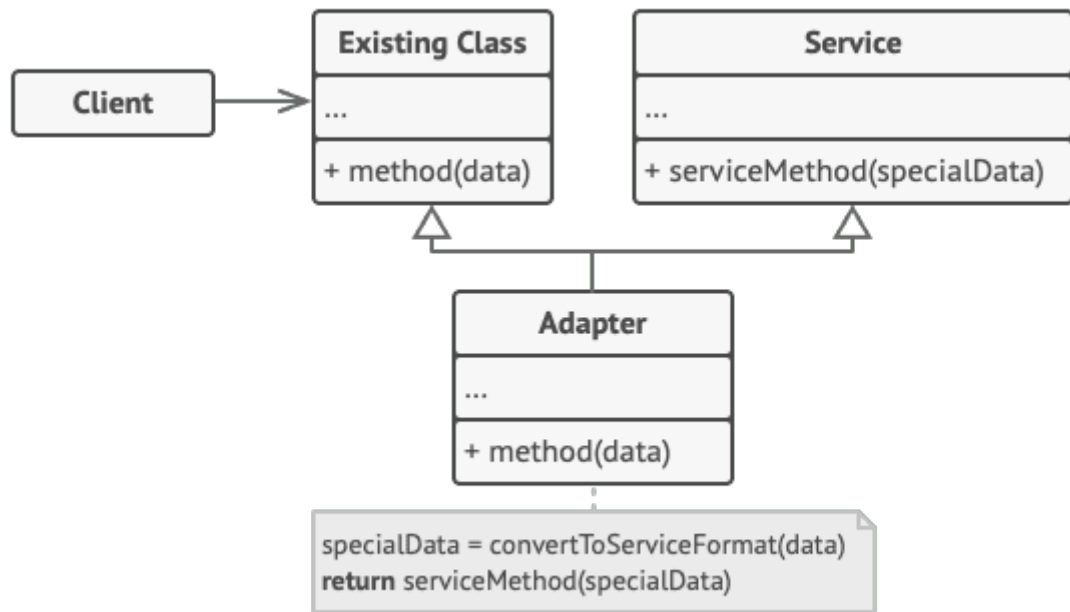 Client
Existing Class
...
+ method(data)
Service
...
+ serviceMethod(specialData)
Adapter
...
+ method(data)
specialData = convertToServiceFormat(data)
return serviceMethod(specialData)